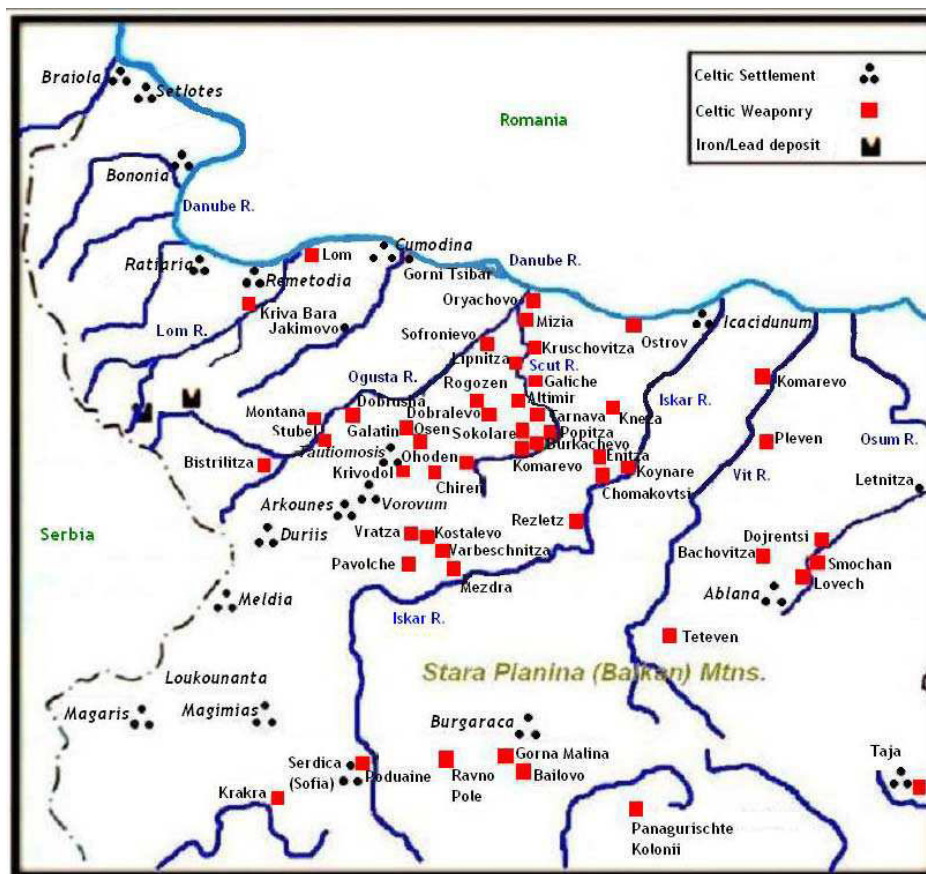 Braiola
Setlotes
Celtic Settlement
Celtic Weaponry
Iron/Lead deposit
Romania
Bononia
Danube R.
Cumodina
Lom
Gorni Tsibar
Danube R.
Ratiaria
Remetodia
Oryachovo
Kriva Bara
Jakimovo
Mizia
Icacidunum
Lom R.
Sofronievo
Kruschovitza
Ostrov
Lipnitza
Scut R.
Ogusta R.
Rogozen
Galiche
Iskar R.
Komarevo
Dobrusha
Altimir
Montana
Dobralevo
Tarnava
Kneza
Stubel
Galatin
Osen
Sokolare
Popitza
Pleven
Osum R.
Tautiomosis
Ohoden
Burkachevo
Bistrilitza
Krivodol
Komarevo
Enitza
Koynare
Vit R.
Chiren
Chomakovtsi
Letnitza
Arkounes
Vorovum
Serbia
Duriis
Vratza
Kostalevo
Rezletz
Dojrentsi
Varbeschnitza
Bachovitza
Smochan
Pavolche
Mezdra
Lovech
Meldia
Ablana
Iskar R.
Teteven
Stara Planina (Balkan) Mtns.
Loukounanta
Magaris
Magimias
Burgaraca
Serdica
(Sofia)
Poduaine
Gorna Malina
Taja
Ravno
Pole
Bailovo
Krakra
Panagurischte
Kolonii